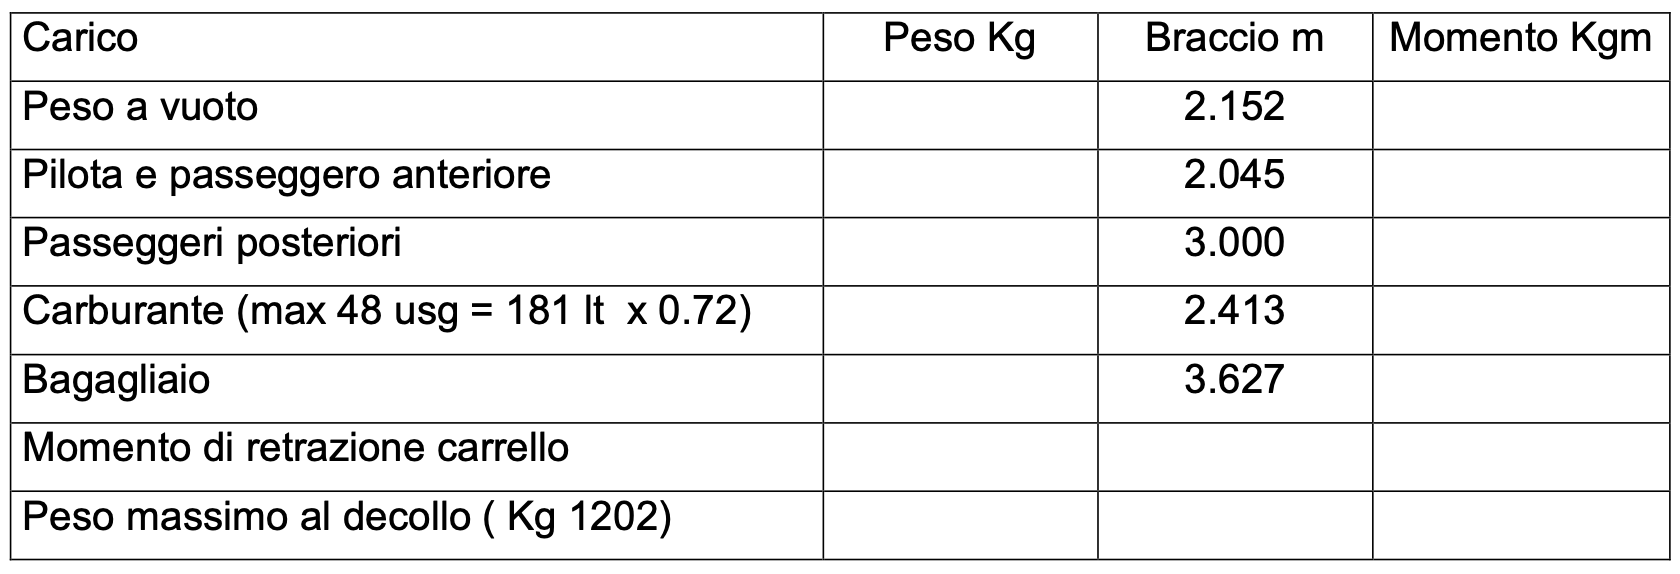 Carico Peso Kg Braccio m Momento Kgm
Peso a vuoto 2.152
Pilota e passeggero anteriore 2.045
Passeggeri posteriori 3.000
Carburante (max 48 usg = 181 lt  x 0.72) 2.413
Bagagliaio 3.627
Momento di retrazione carrello
Peso massimo al decollo ( Kg 1202)